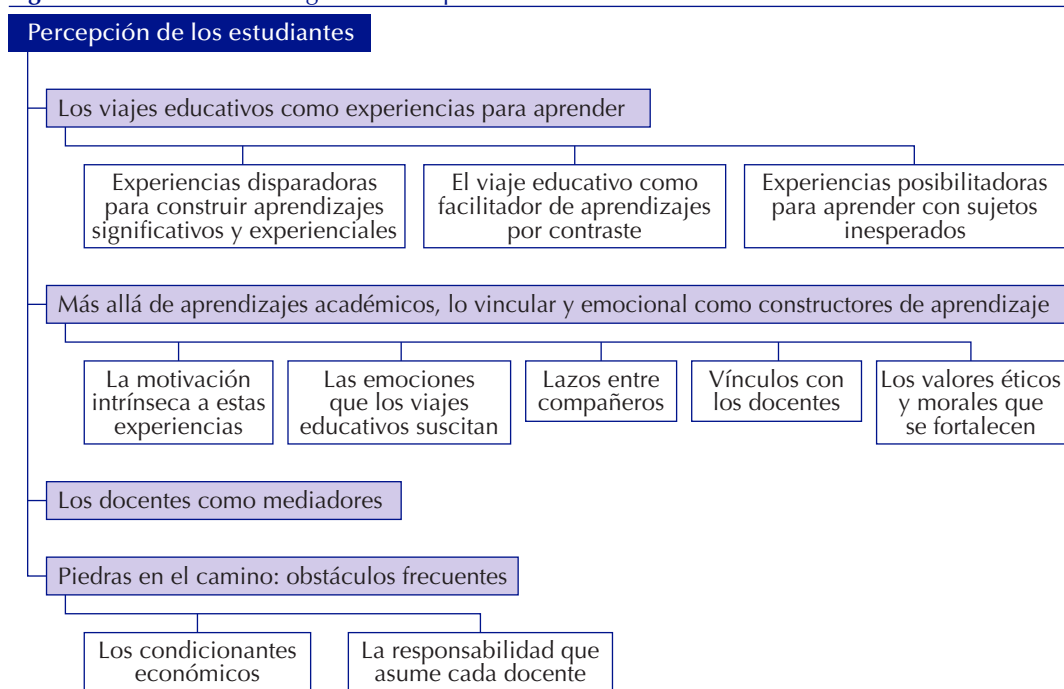 Percepción de los estudiantes
Los viajes educativos como experiencias para aprender
Experiencias disparadoras
para construir aprendizajes
significativos y experienciales
El viaje educativo como
facilitador de aprendizajes
por contraste
Experiencias posibilitadoras
para aprender con sujetos
inesperados
Más allá de aprendizajes académicos, lo vincular y emocional como constructores de aprendizaje
La motivación
intrínseca a estas
experiencias
Las emociones
que los viajes
educativos suscitan
Lazos entre
compañeros
Vínculos con
los docentes
Los valores éticos
y morales que
se fortalecen
Los docentes como mediadores
Piedras en el camino: obstáculos frecuentes
Los condicionantes
económicos
La responsabilidad que
asume cada docente